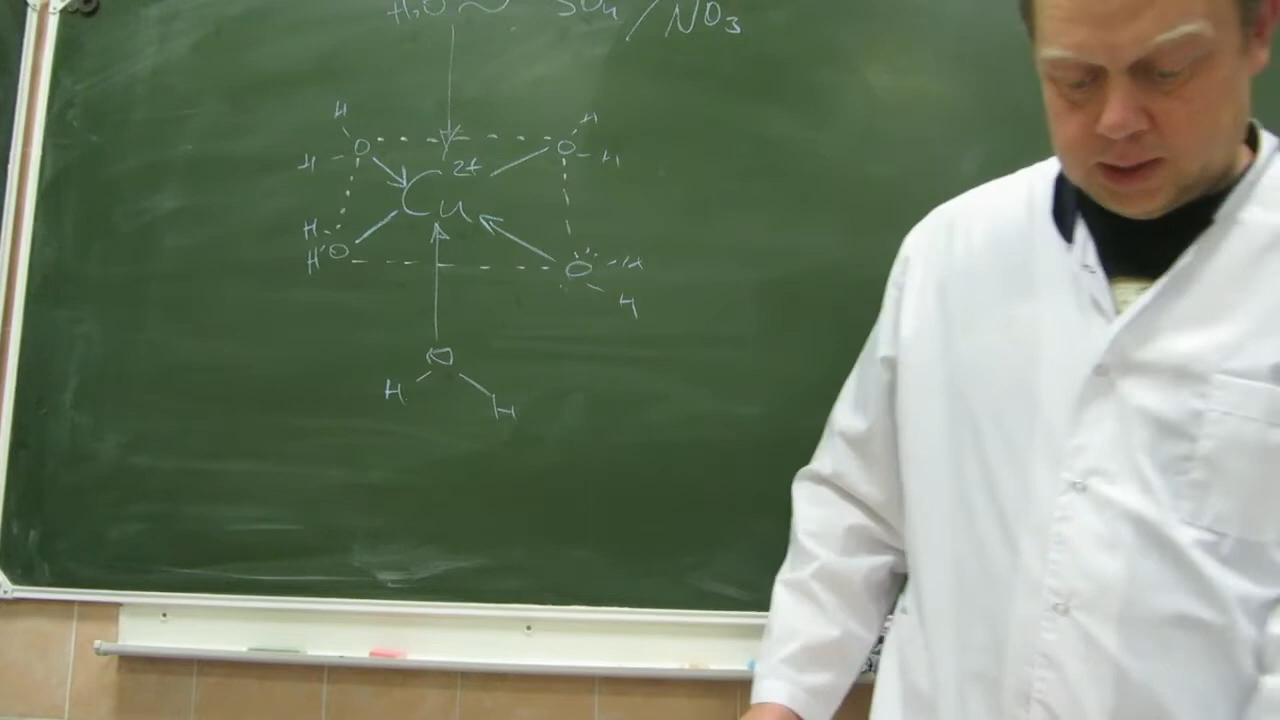 H₂O ~ SO₄ / NO₃
H H
O O
H 2+ H
Cu
H
H O O H
H
O
H H